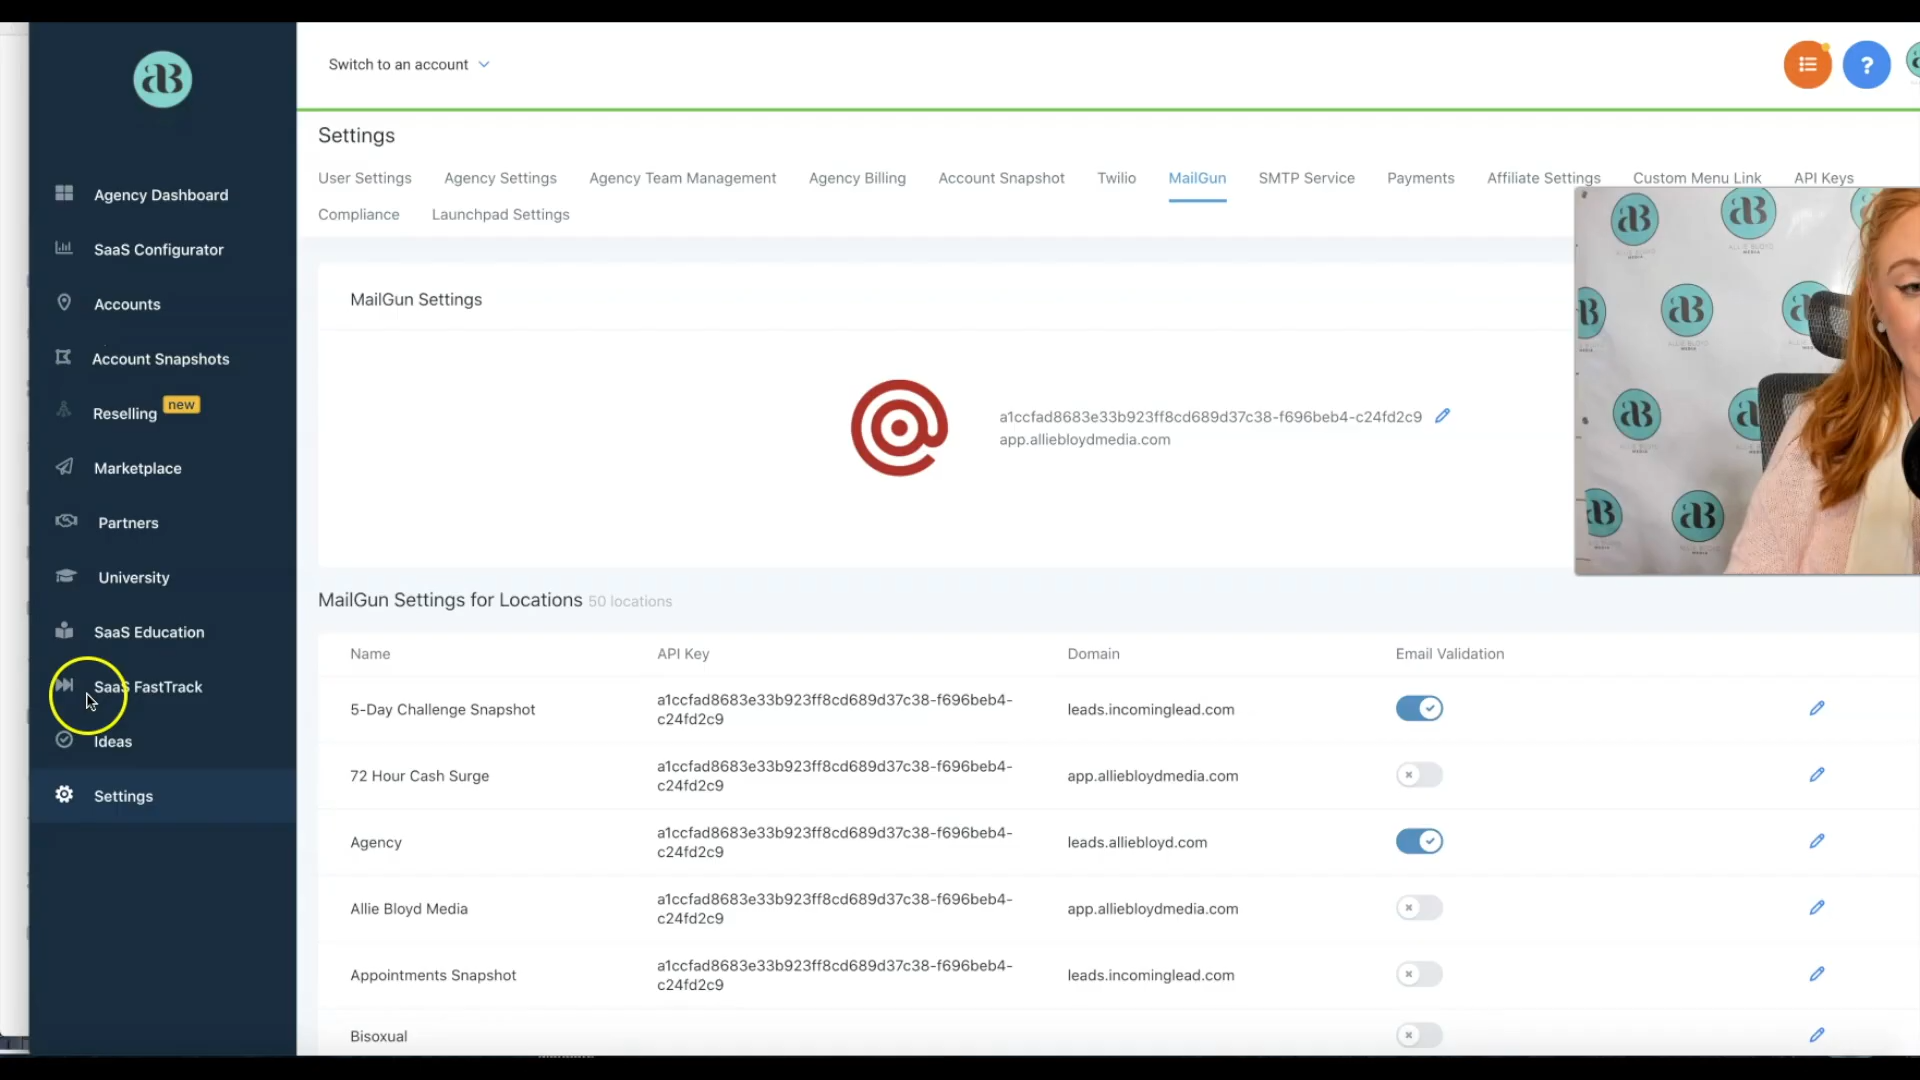 aB
Switch to an account
?
Settings
User Settings
Agency Settings
Agency Team Management
Agency Billing
Account Snapshot
Twilio
MailGun
SMTP Service
Payments
Affiliate Settings
Custom Menu Link
API Keys
Compliance
Launchpad Settings
Agency Dashboard
SaaS Configurator
Accounts
Account Snapshots
Reselling new
Marketplace
Partners
University
SaaS Education
SaaS FastTrack
Ideas
Settings
MailGun Settings
a1ccfad8683e33b923ff8cd689d37c38-f696beb4-c24fd2c9
app.alliebloydmedia.com
MailGun Settings for Locations 50 locations
Name API Key Domain Email Validation
5-Day Challenge Snapshot
a1ccfad8683e33b923ff8cd689d37c38-f696beb4-
c24fd2c9
leads.incominglead.com
72 Hour Cash Surge
a1ccfad8683e33b923ff8cd689d37c38-f696beb4-
c24fd2c9
app.alliebloydmedia.com
Agency
a1ccfad8683e33b923ff8cd689d37c38-f696beb4-
c24fd2c9
leads.alliebloyd.com
Allie Bloyd Media
a1ccfad8683e33b923ff8cd689d37c38-f696beb4-
c24fd2c9
app.alliebloydmedia.com
Appointments Snapshot
a1ccfad8683e33b923ff8cd689d37c38-f696beb4-
c24fd2c9
leads.incominglead.com
Bisoxual